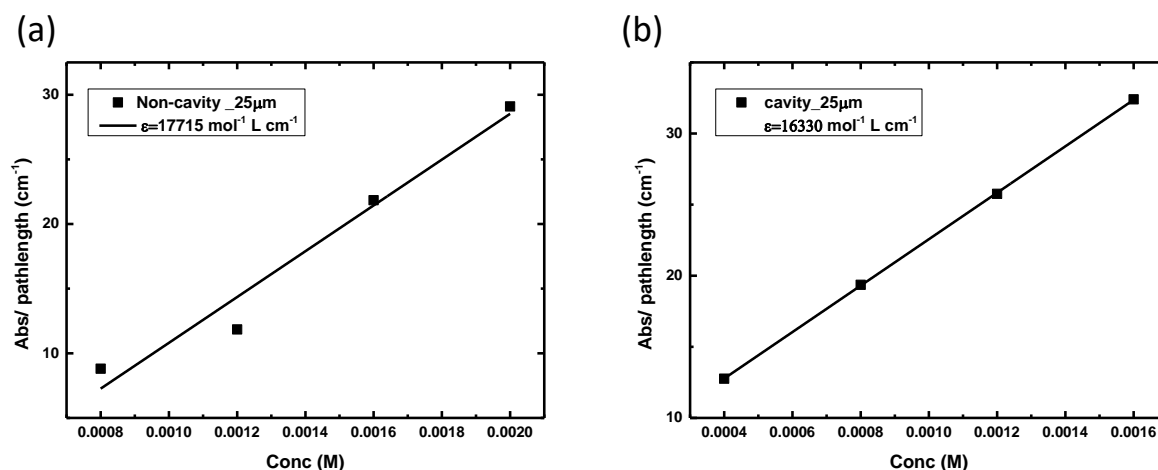 (a)
(b)
Non-cavity _25μm
ε=17715 mol⁻¹ L cm⁻¹
Abs/ pathlength (cm⁻¹)
30
20
10
0.0008 0.0010 0.0012 0.0014 0.0016 0.0018 0.0020
Conc (M)
cavity_25μm
ε=16330 mol⁻¹ L cm⁻¹
Abs/ pathlength (cm⁻¹)
30
20
10
0.0004 0.0006 0.0008 0.0010 0.0012 0.0014 0.0016
Conc (M)